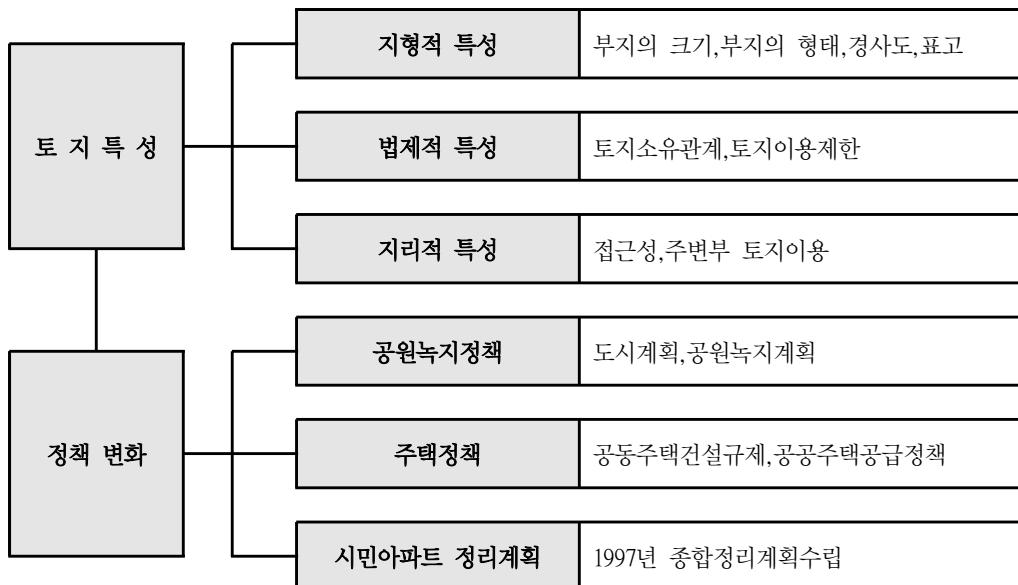 지형적 특성 부지의 크기,부지의 형태,경사도,표고
토 지 특 성 법제적 특성 토지소유관계,토지이용제한
지리적 특성 접근성,주변부 토지이용
공원녹지정책 도시계획,공원녹지계획
정책 변화 주택정책 공동주택건설규제,공공주택공급정책
시민아파트 정리계획 1997년 종합정리계획수립